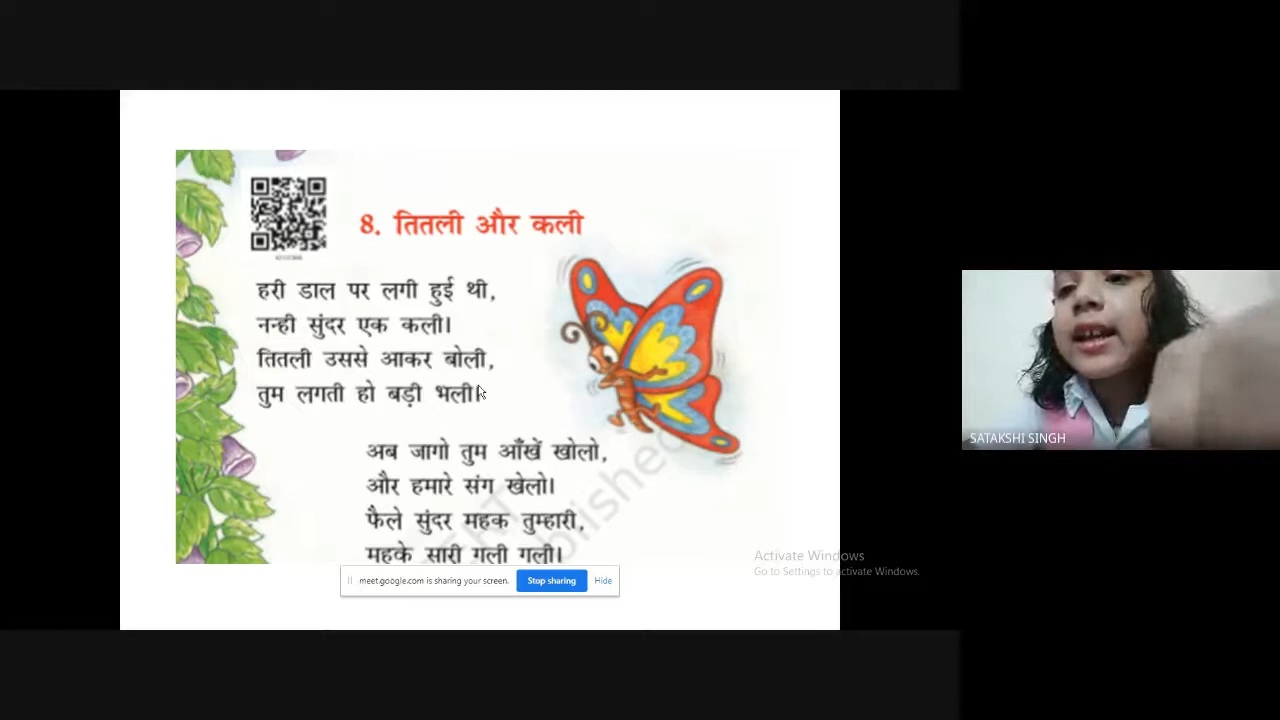 8. तितली और कली
हरी डाल पर लगी हुई थी,
नन्ही सुंदर एक कली।
तितली उससे आकर बोली,
तुम लगती हो बड़ी भली।
अब जागो तुम आँखें खोलो,
और हमारे संग खेलो।
फैले सुंदर महक तुम्हारी,
महके सारी गली गली।
meet.google.com is sharing your screen.
Stop sharing
Hide
SATAKSHI SINGH
Activate Windows
Go to Settings to activate Windows.